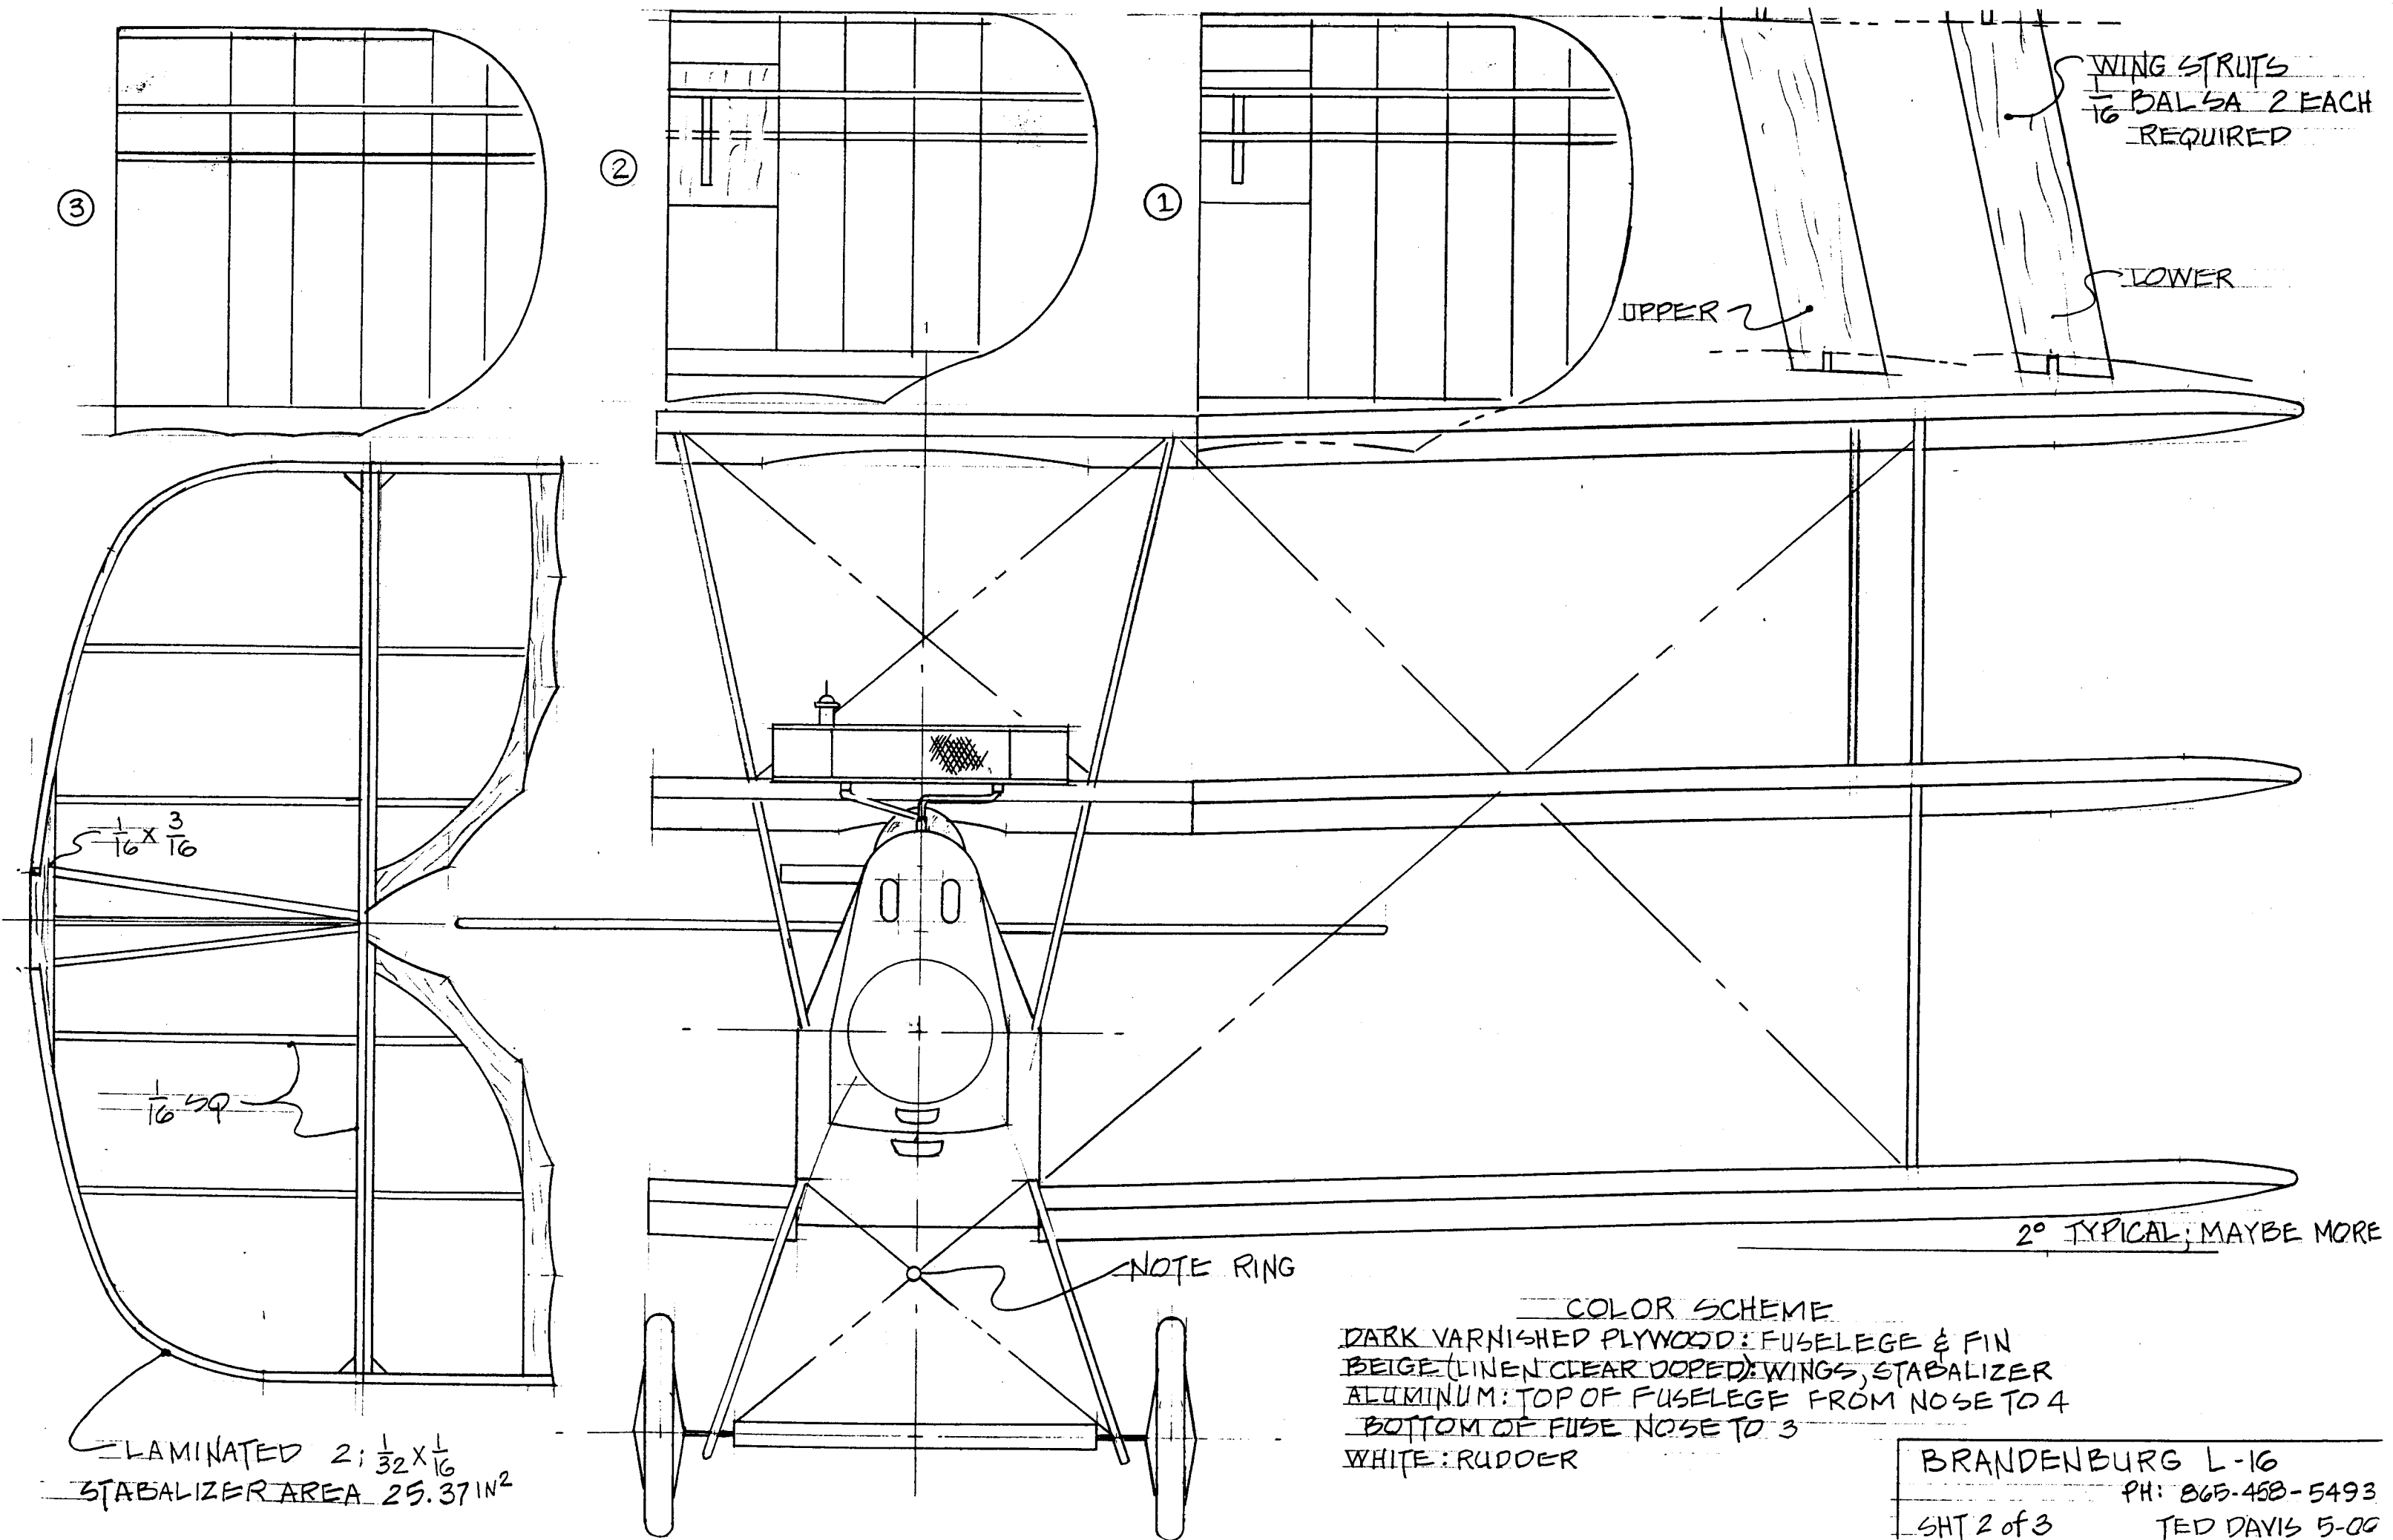 ③
②
①
WING STRUTS
1/16 BALSA 2 EACH
REQUIRED
UPPER
LOWER
1/16 x 3/16
1/16 SQ
2° TYPICAL; MAYBE MORE
NOTE RING
COLOR SCHEME
DARK VARNISHED PLYWOOD: FUSELEGE & FIN
BEIGE (LINEN CLEAR DOPED): WINGS, STABALIZER
ALUMINUM: TOP OF FUSELEGE FROM NOSE TO 4
BOTTOM OF FUSE NOSE TO 3
WHITE: RUDDER
LAMINATED 2; 1/32 x 1/16
STABALIZER AREA 25.37 IN²
BRANDENBURG L-16
PH: 865-458-5493
SHT 2 of 3 TED DAVIS